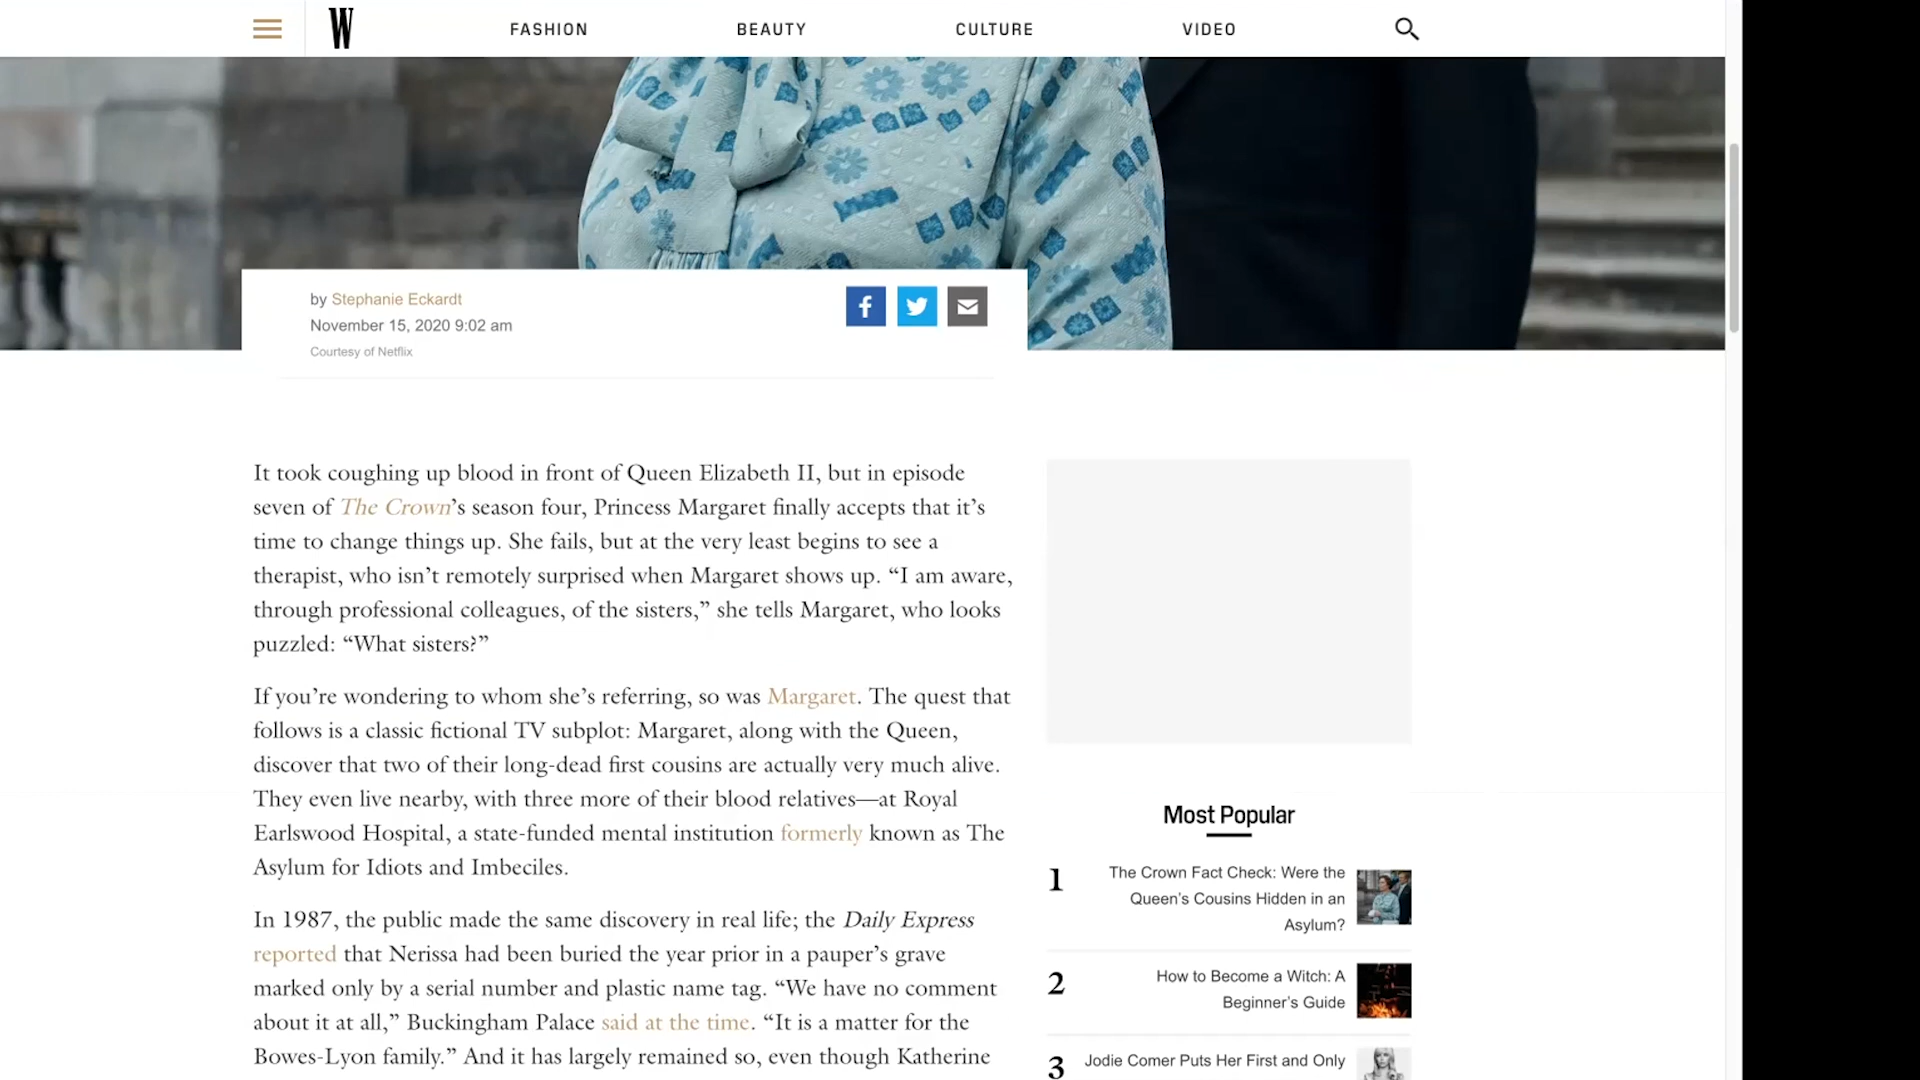 W
FASHION
BEAUTY
CULTURE
VIDEO
by Stephanie Eckardt
November 15, 2020 9:02 am
Courtesy of Netflix
It took coughing up blood in front of Queen Elizabeth II, but in episode
seven of The Crown’s season four, Princess Margaret finally accepts that it’s
time to change things up. She fails, but at the very least begins to see a
therapist, who isn’t remotely surprised when Margaret shows up. “I am aware,
through professional colleagues, of the sisters,” she tells Margaret, who looks
puzzled: “What sisters?”
If you’re wondering to whom she’s referring, so was Margaret. The quest that
follows is a classic fictional TV subplot: Margaret, along with the Queen,
discover that two of their long-dead first cousins are actually very much alive.
They even live nearby, with three more of their blood relatives—at Royal
Earlswood Hospital, a state-funded mental institution formerly known as The
Asylum for Idiots and Imbeciles.
In 1987, the public made the same discovery in real life; the Daily Express
reported that Nerissa had been buried the year prior in a pauper’s grave
marked only by a serial number and plastic name tag. “We have no comment
about it at all,” Buckingham Palace said at the time. “It is a matter for the
Bowes-Lyon family.” And it has largely remained so, even though Katherine
Most Popular
1
The Crown Fact Check: Were the
Queen’s Cousins Hidden in an
Asylum?
2
How to Become a Witch: A
Beginner’s Guide
3
Jodie Comer Puts Her First and Only